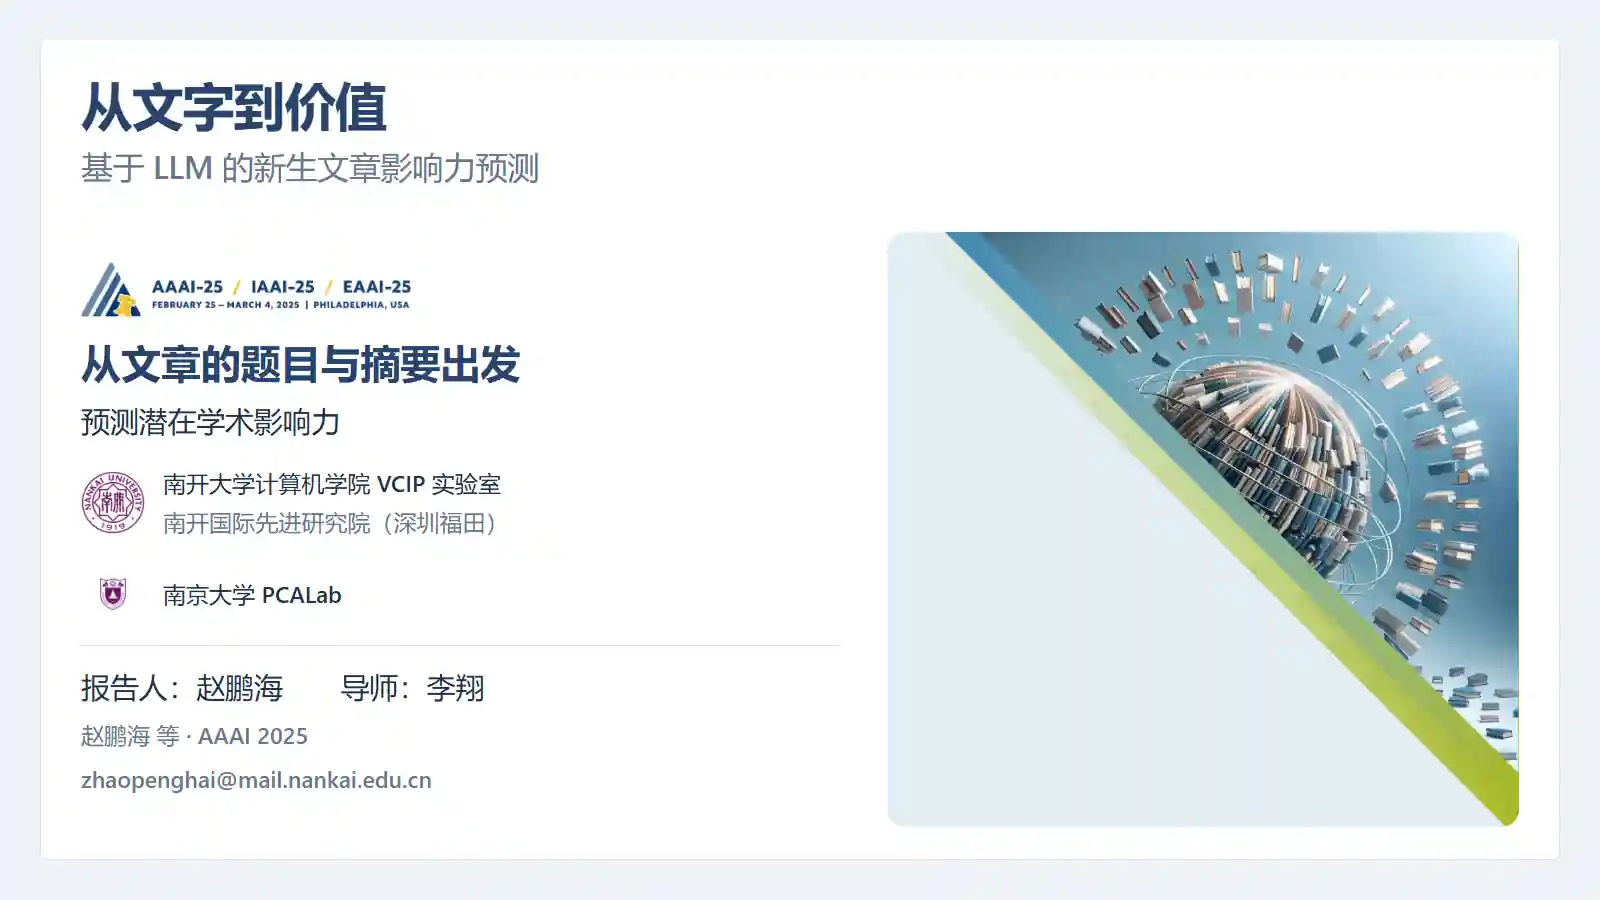 从文字到价值
基于 LLM 的新生文章影响力预测
AAAI-25 / IAAI-25 / EAAI-25
FEBRUARY 25 – MARCH 4, 2025 | PHILADELPHIA, USA
从文章的题目与摘要出发
预测潜在学术影响力
NANKAI UNIVERSITY
南開
1919
南开大学计算机学院 VCIP 实验室
南开国际先进研究院（深圳福田）
南京大学 PCALab
报告人：赵鹏海 导师：李翔
赵鹏海 等 · AAAI 2025
zhaopenghai@mail.nankai.edu.cn